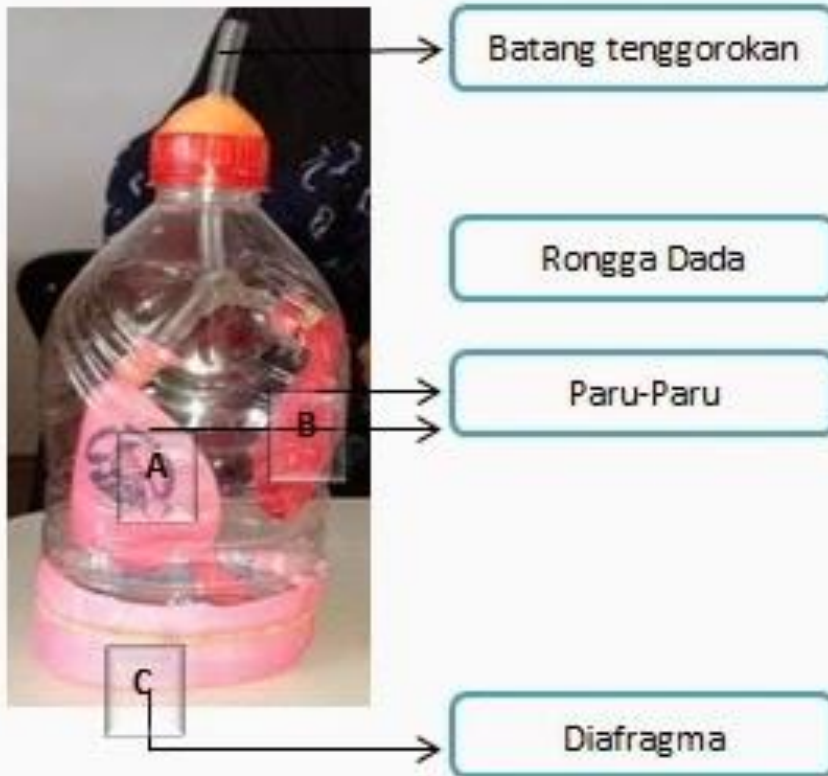 Batang tenggorokan
Rongga Dada
Paru-Paru
B
A
C
Diafragma